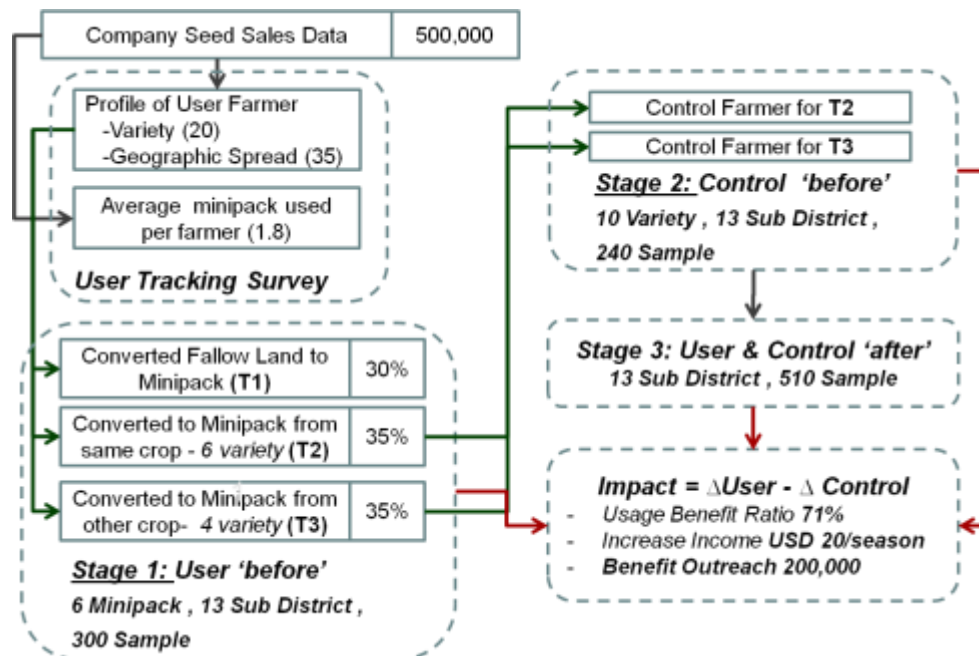 Company Seed Sales Data 500,000
Profile of User Farmer
-Variety (20)
-Geographic Spread (35)
Average minipack used
per farmer (1.8)
User Tracking Survey
Converted Fallow Land to
Minipack (T1)
30%
Converted to Minipack from
same crop - 6 variety (T2)
35%
Converted to Minipack from
other crop- 4 variety (T3)
35%
Stage 1: User ‘before’
6 Minipack , 13 Sub District ,
300 Sample
Control Farmer for T2
Control Farmer for T3
Stage 2: Control ‘before’
10 Variety , 13 Sub District ,
240 Sample
Stage 3: User & Control ‘after’
13 Sub District , 510 Sample
Impact = ΔUser - Δ Control
- Usage Benefit Ratio 71%
- Increase Income USD 20/season
- Benefit Outreach 200,000